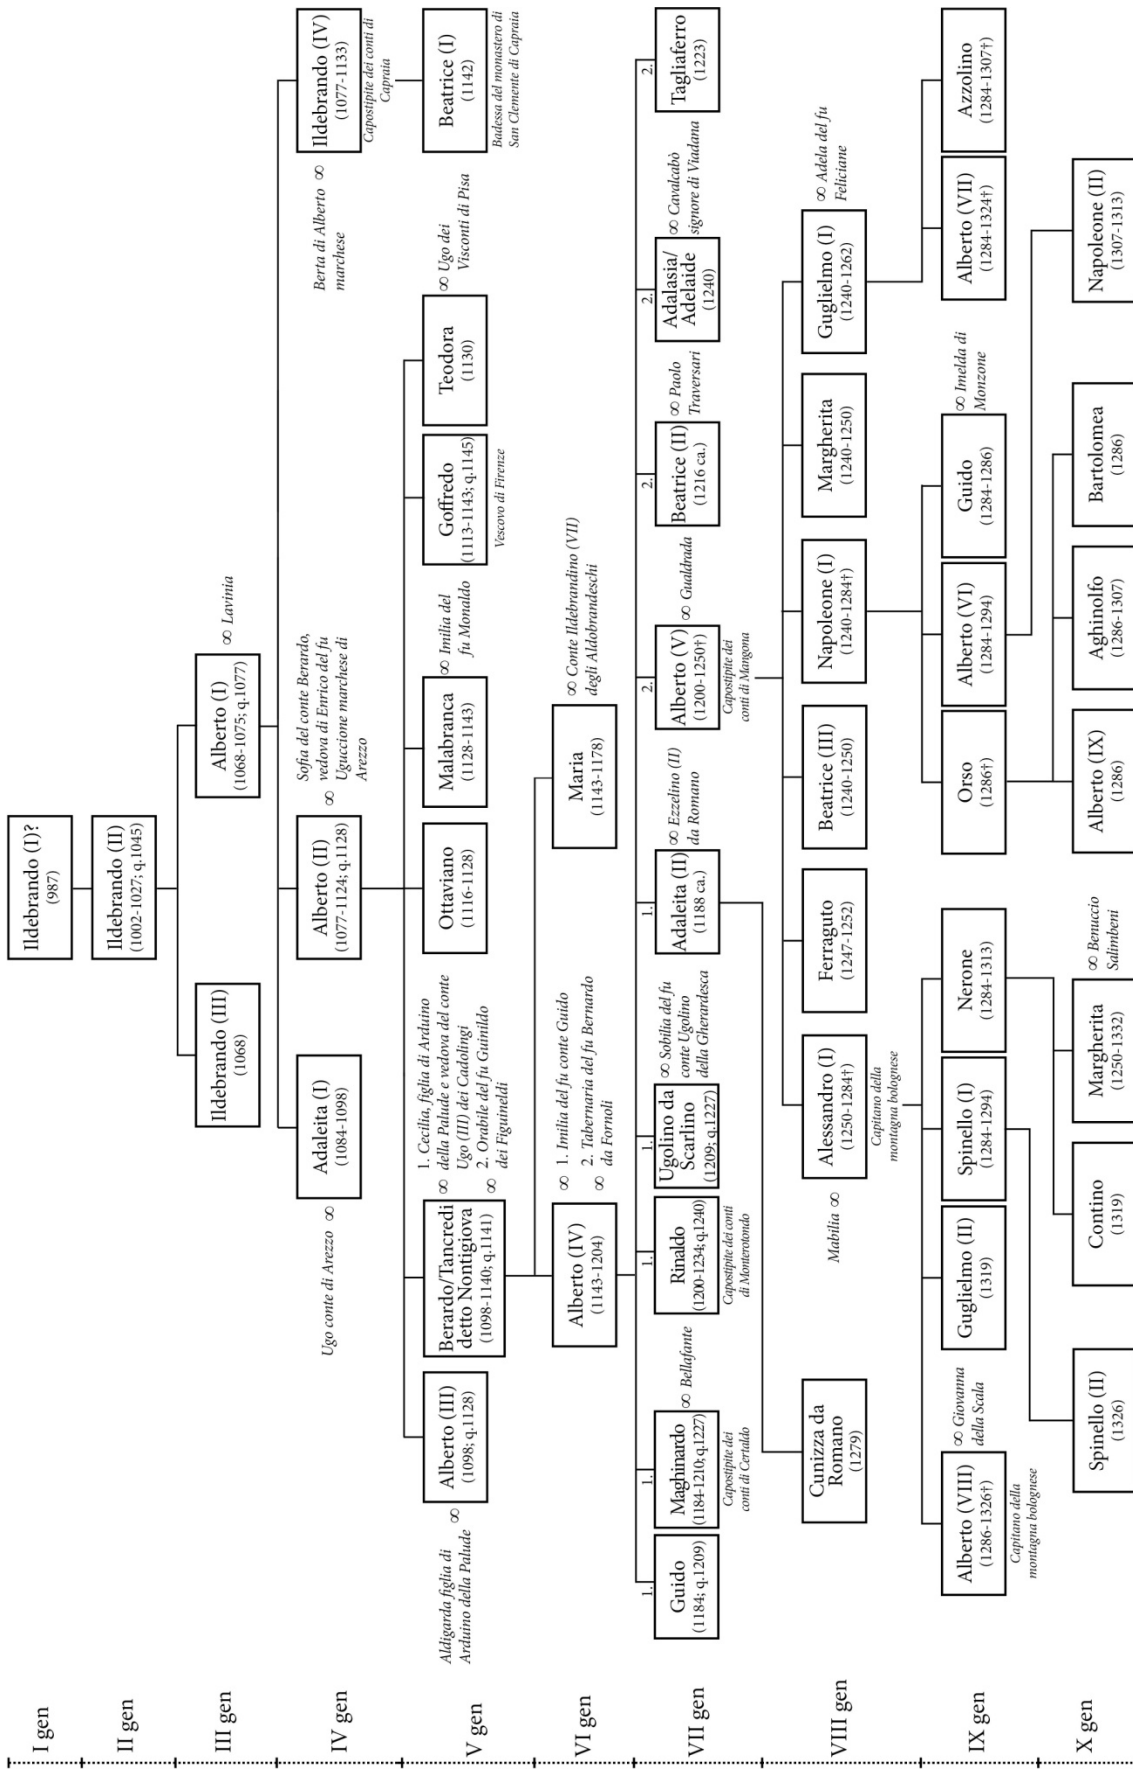 I gen
Ildebrando (I)?
(987)
II gen
Ildebrando (II)
(1002-1027; q.1045)
III gen
Ildebrando (III)
(1068)
Alberto (I)
(1068-1075; q.1077)
∞ Lavinia
IV gen
Ugo conte di Arezzo ∞
Adaleita (I)
(1084-1098)
Alberto (II)
(1077-1124; q.1128)
Sofia del conte Berardo,
∞ vedova di Enrico del fu
Uguccione marchese di
Arezzo
Berta di Alberto ∞
marchese
Ildebrando (IV)
(1077-1133)
Capostipite dei conti di
Capraia
V gen
Aldigarda figlia di ∞
Arduino della Palude
Alberto (III)
(1098; q.1128)
Berardo/Tancredi
detto Nontigiova
(1098-1140; q.1141)
1. Cecilia, figlia di Arduino
∞ della Palude e vedova del conte
Ugo (III) dei Cadolingi
∞ 2. Orabile del fu Guinildo
dei Figuineldi
Ottaviano
(1116-1128)
Malabranca
(1128-1143)
∞ Imilia del
fu Monaldo
Goffredo
(1113-1143; q.1145)
Vescovo di Firenze
Teodora
(1130)
∞ Ugo dei
Visconti di Pisa
Beatrice (I)
(1142)
Badessa del monastero di
San Clemente di Capraia
VI gen
Alberto (IV)
(1143-1204)
∞ 1. Imilia del fu conte Guido
∞ 2. Tabernaria del fu Bernardo
da Fornoli
Maria
(1143-1178)
∞ Conte Ildebrandino (VII)
degli Aldobrandeschi
VII gen
1.
Guido
(1184; q.1209)
1.
Maghinardo
(1184-1210; q.1227)
∞ Bellafante
Capostipite dei
conti di Certaldo
1.
Rinaldo
(1200-1234; q.1240)
Capostipite dei conti
di Monterotondo
1.
Ugolino da
Scarlino
(1209; q.1227)
∞ Sobilia del fu
conte Ugolino
della Gherardesca
1.
Adaleita (II)
(1188 ca.)
∞ Ezzelino (II)
da Romano
2.
Alberto (V)
(1200-1250†)
∞ Gualdrada
Capostipite dei
conti di Mangona
2.
Beatrice (II)
(1216 ca.)
∞ Paolo
Traversari
2.
Adalasia/
Adelaide
(1240)
∞ Cavalcabò
signore di Viadana
2.
Tagliaferro
(1223)
VIII gen
Cunizza da
Romano
(1279)
Mabilia ∞
Alessandro (I)
(1250-1284†)
Capitano della
montagna bolognese
Ferraguto
(1247-1252)
Beatrice (III)
(1240-1250)
Napoleone (I)
(1240-1284†)
Margherita
(1240-1250)
Guglielmo (I)
(1240-1262)
∞ Adela del fu
Feliciane
IX gen
Alberto (VIII)
(1286-1326†)
∞ Giovanna
della Scala
Capitano della
montagna bolognese
Guglielmo (II)
(1319)
Spinello (I)
(1284-1294)
Nerone
(1284-1313)
Orso
(1286†)
Alberto (VI)
(1284-1294)
Guido
(1284-1286)
∞ Imelda di
Monzone
Alberto (VII)
(1284-1324†)
Azzolino
(1284-1307†)
X gen
Spinello (II)
(1326)
Contino
(1319)
Margherita
(1250-1332)
∞ Benuccio
Salimbeni
Alberto (IX)
(1286)
Aghinolfo
(1286-1307)
Bartolomea
(1286)
Napoleone (II)
(1307-1313)